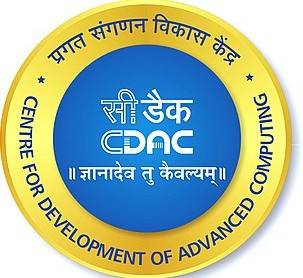 प्रगत संगणन विकास केंद्र
सी डैक
CDAC
॥ ज्ञानादेव तु कैवल्यम् ॥
CENTRE FOR DEVELOPMENT OF ADVANCED COMPUTING